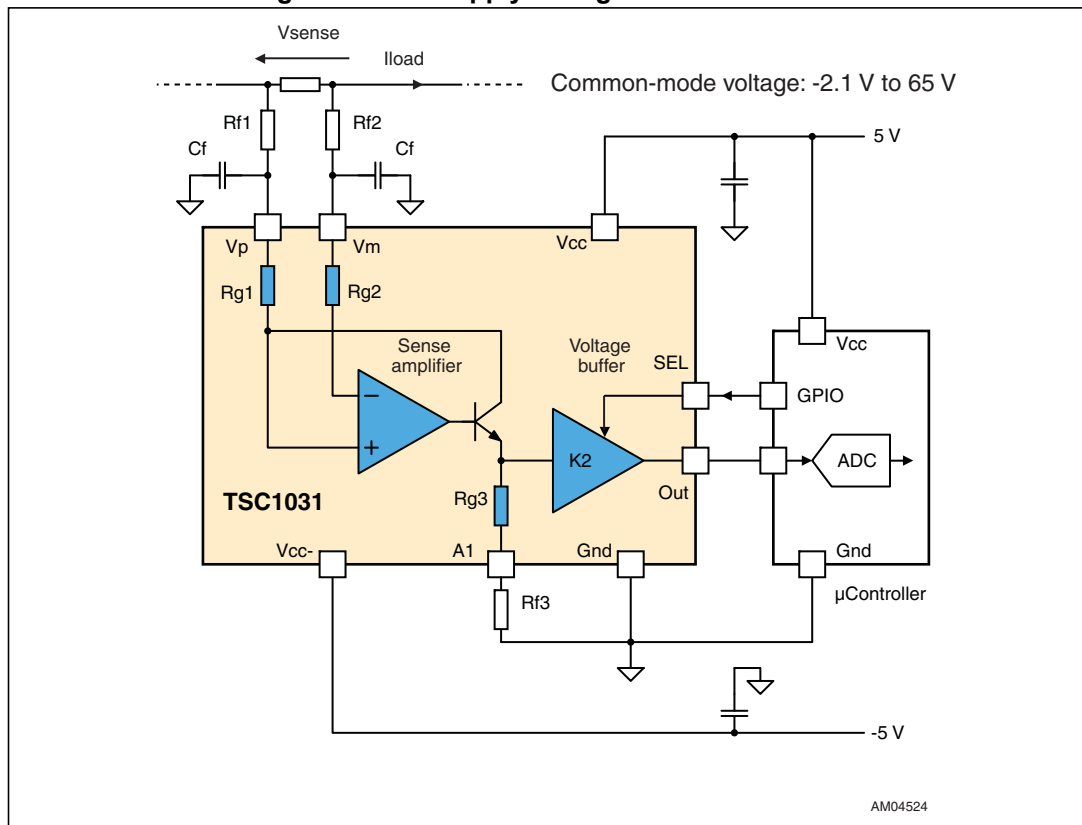 Vsense
Iload
Common-mode voltage: -2.1 V to 65 V
Rf1
Rf2
5 V
Cf
Cf
Vp
Vm
Vcc
Rg1
Rg2
Vcc
Sense
amplifier
Voltage
buffer
SEL
GPIO
K2
ADC
Out
TSC1031
Rg3
Vcc-
A1
Gnd
Gnd
Rf3
µController
-5 V
AM04524